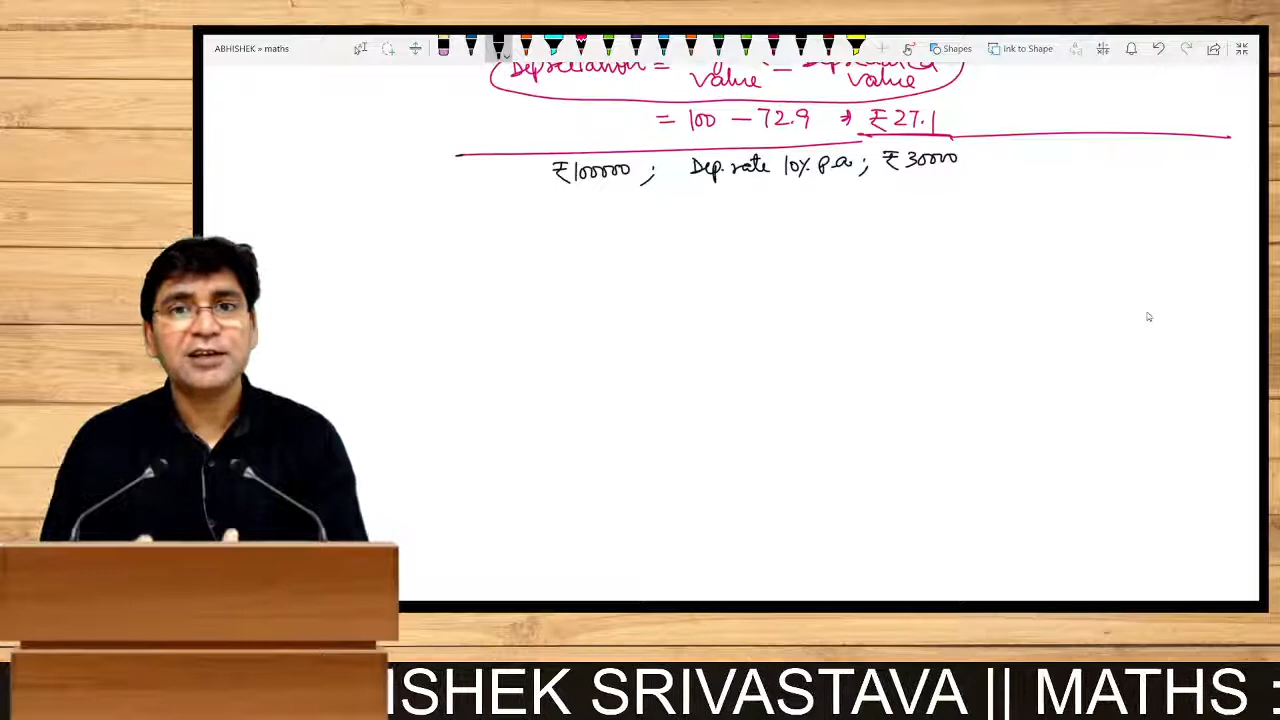 ABHISHEK » maths
Shapes
Ink to Shape
Depreciation =
value — value
= 100 — 72.9 → ₹27.1
₹100000 ; Dep. rate 10% p.a ; ₹30000
ISHEK SRIVASTAVA || MATHS :